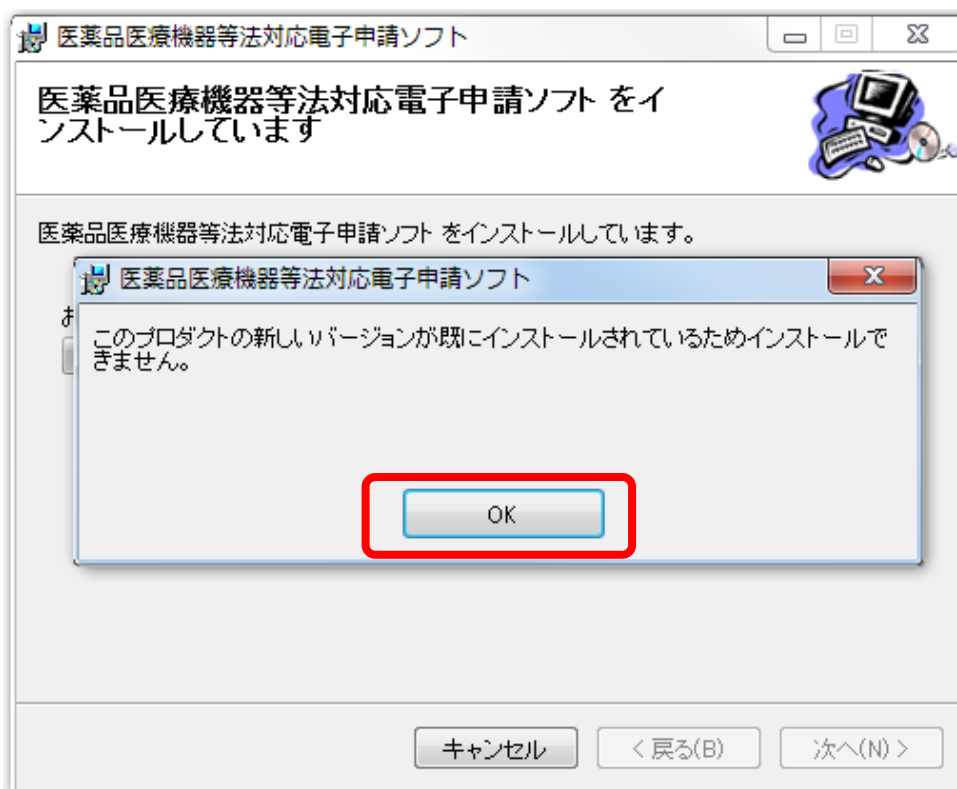 医薬品医療機器等法対応電子申請ソフト
医薬品医療機器等法対応電子申請ソフト をイ
ンストールしています
医薬品医療機器等法対応電子申請ソフト をインストールしています。
医薬品医療機器等法対応電子申請ソフト
お
このプロダクトの新しいバージョンが既にインストールされているためインストールで
きません。
OK
キャンセル
< 戻る(B)
次へ(N) >